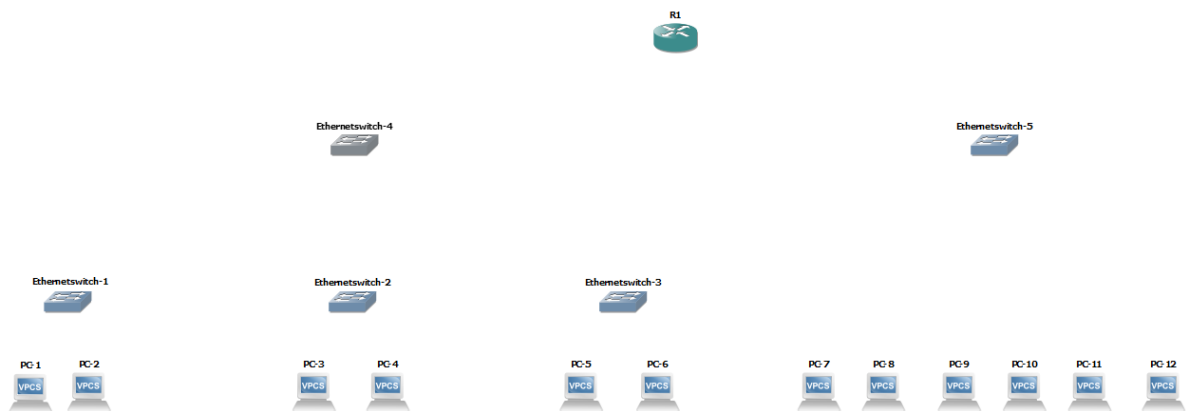 R1
Ethernetswitch-4
Ethernetswitch-5
Ethernetswitch-1
Ethernetswitch-2
Ethernetswitch-3
PC-1
PC-2
PC-3
PC-4
PC-5
PC-6
PC-7
PC-8
PC-9
PC-10
PC-11
PC-12
VPCS
VPCS
VPCS
VPCS
VPCS
VPCS
VPCS
VPCS
VPCS
VPCS
VPCS
VPCS